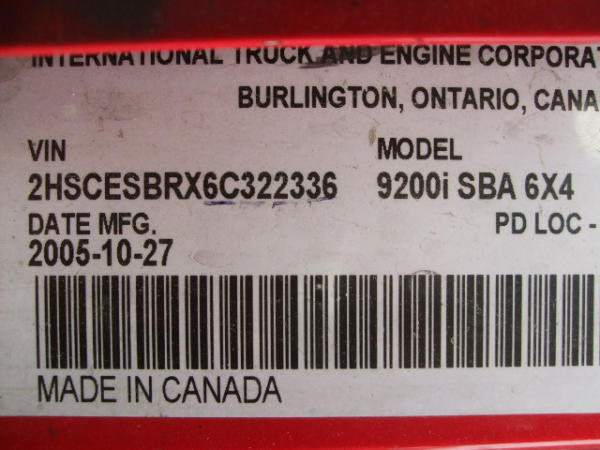 INTERNATIONAL TRUCK AND ENGINE CORPORAT
BURLINGTON, ONTARIO, CANA
VIN MODEL
2HSCESBRX6C322336 9200i SBA 6X4
DATE MFG. PD LOC -
2005-10-27
MADE IN CANADA